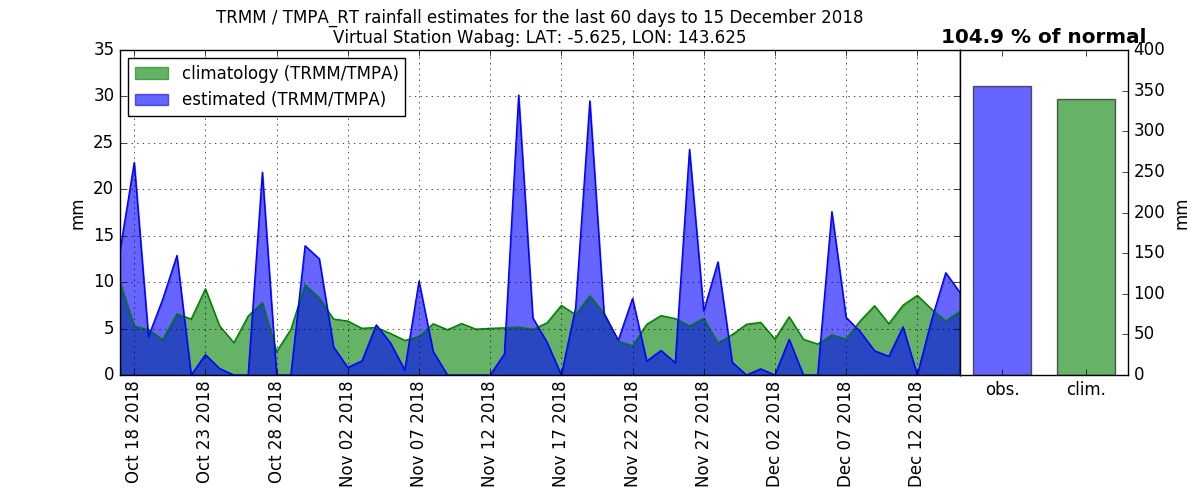 TRMM / TMPA_RT rainfall estimates for the last 60 days to 15 December 2018
Virtual Station Wabag: LAT: -5.625, LON: 143.625
104.9 % of normal
climatology (TRMM/TMPA)
estimated (TRMM/TMPA)
35
30
25
20
15
10
5
0
mm
Oct 18 2018
Oct 23 2018
Oct 28 2018
Nov 02 2018
Nov 07 2018
Nov 12 2018
Nov 17 2018
Nov 22 2018
Nov 27 2018
Dec 02 2018
Dec 07 2018
Dec 12 2018
obs.
clim.
400
350
300
250
200
150
100
50
0
mm